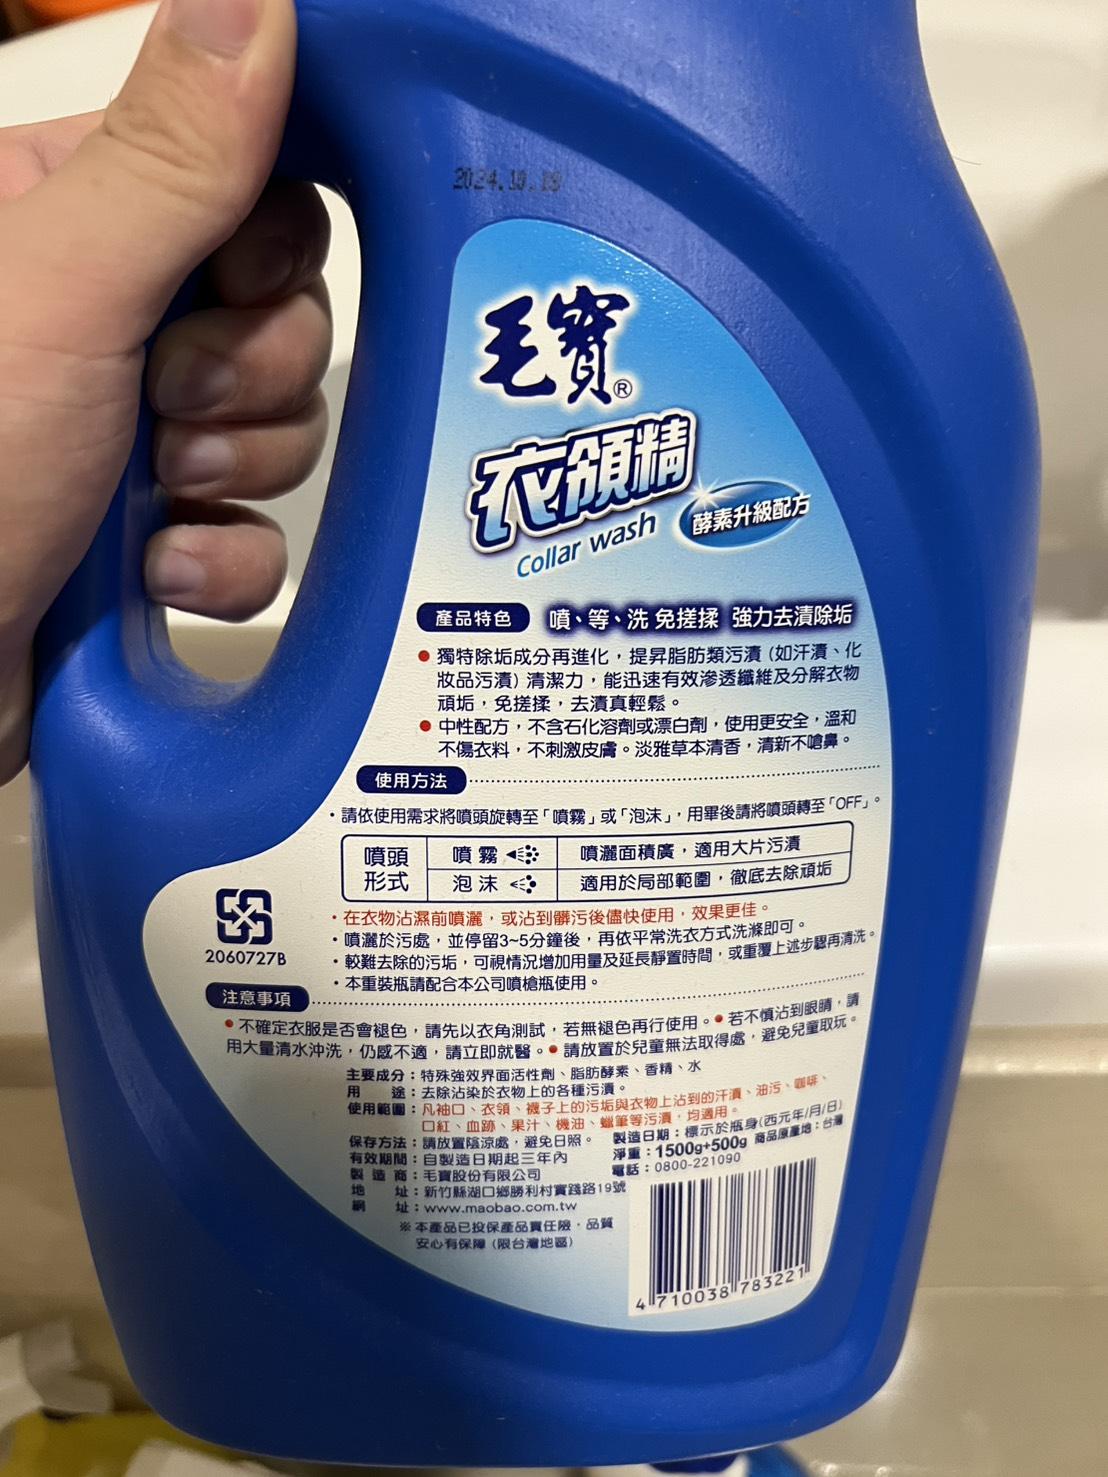 2024.10.
毛寶®
衣領精
Collar wash
酵素升級配方
產品特色 噴、等、洗 免搓揉 強力去漬除垢
● 獨特除垢成分再進化，提昇脂肪類污漬 (如汗漬、化
妝品污漬) 清潔力，能迅速有效滲透纖維及分解衣物
頑垢，免搓揉，去漬真輕鬆。
● 中性配方，不含石化溶劑或漂白劑，使用更安全，溫和
不傷衣料，不刺激皮膚。淡雅草本清香，清新不嗆鼻。
使用方法
・請依使用需求將噴頭旋轉至「噴霧」或「泡沫」，用畢後請將噴頭轉至「OFF」。
噴頭形式
噴霧 噴灑面積廣，適用大片污漬
泡沫 適用於局部範圍，徹底去除頑垢
・在衣物沾濕前噴灑，或沾到髒污後儘快使用，效果更佳。
・噴灑於污處，並停留3~5分鐘後，再依平常洗衣方式洗滌即可。
・較難去除的污垢，可視情況增加用量及延長靜置時間，或重覆上述步驟再清洗。
・本重裝瓶請配合本公司噴槍瓶使用。
2060727B
注意事項
● 不確定衣服是否會褪色，請先以衣角測試，若無褪色再行使用。● 若不慎沾到眼睛，請
用大量清水沖洗，仍感不適，請立即就醫。● 請放置於兒童無法取得處，避免兒童取玩。
主要成分：特殊強效界面活性劑、脂肪酵素、香精、水
用 途：去除沾染於衣物上的各種污漬。
使用範圍：凡袖口、衣領、襪子上的污垢與衣物上沾到的汗漬、油污、咖啡、
口紅、血跡、果汁、機油、蠟筆等污漬，均適用。
保存方法：請放置陰涼處，避免日照。 製造日期：標示於瓶身(西元年/月/日)
有效期間：自製造日期起三年內 淨重：1500g+500g 商品原產地：台灣
製 造 商：毛寶股份有限公司 電話：0800-221090
地 址：新竹縣湖口鄉勝利村實踐路19號
網 址：www.maobao.com.tw
※本產品已投保產品責任險，品質
安心有保障 (限台灣地區)
4 710038 783221